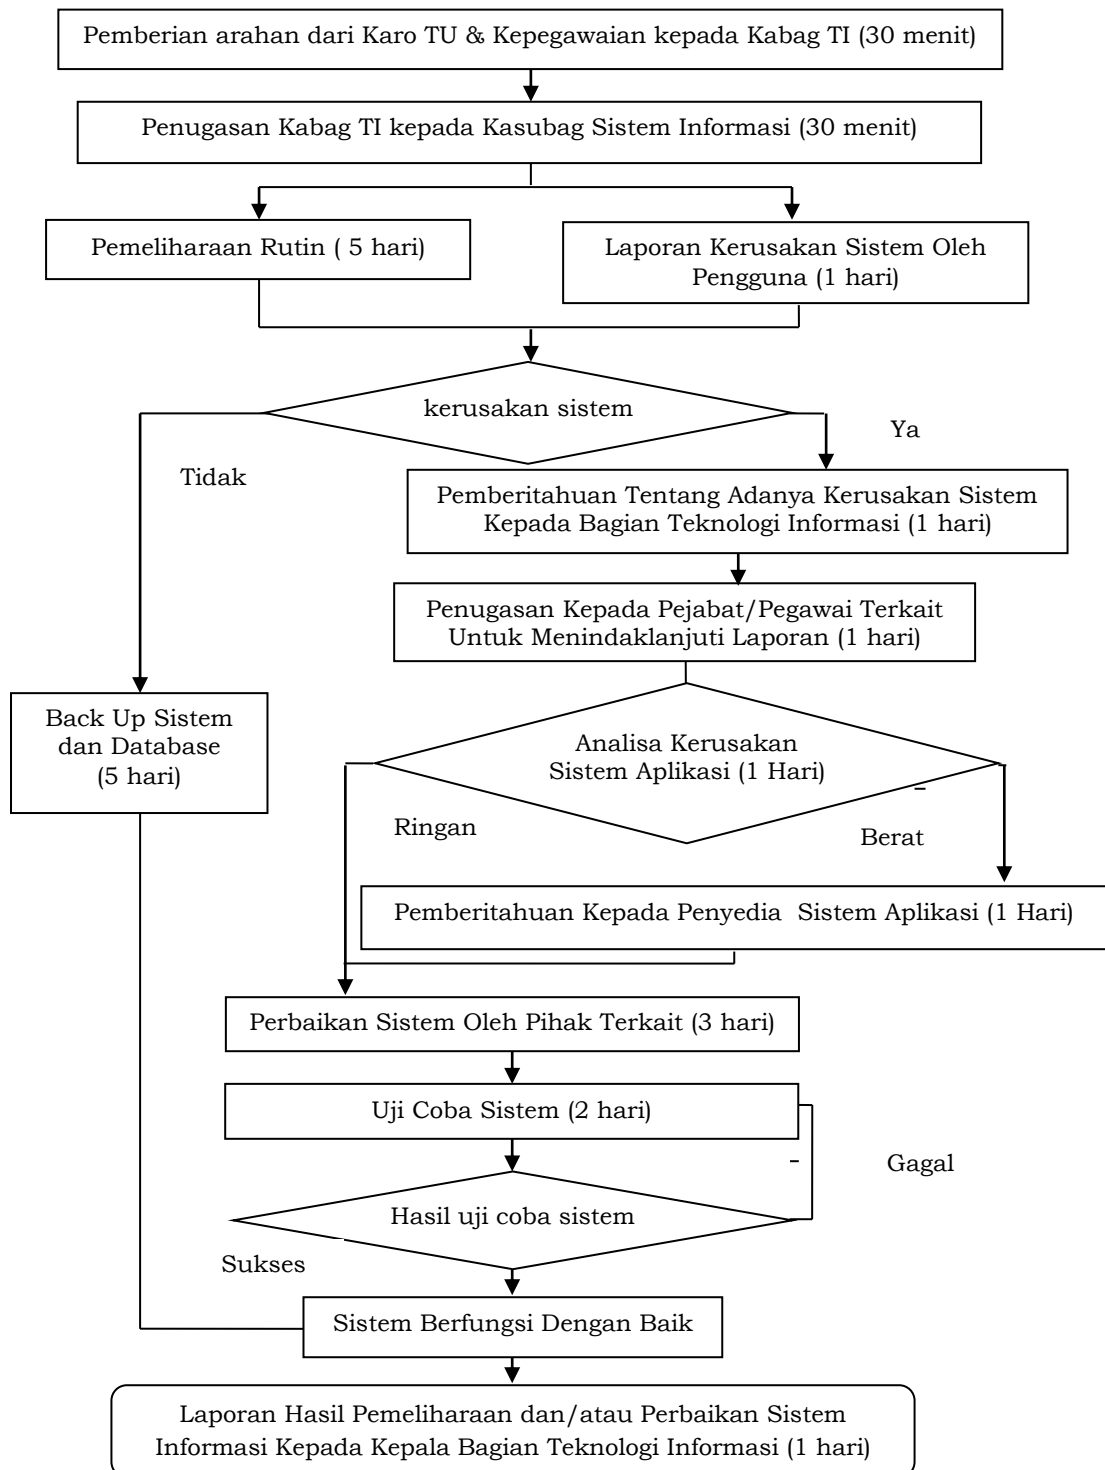 Pemberian arahan dari Karo TU & Kepegawaian kepada Kabag TI (30 menit)
Penugasan Kabag TI kepada Kasubag Sistem Informasi (30 menit)
Pemeliharaan Rutin ( 5 hari)
Laporan Kerusakan Sistem Oleh
Pengguna (1 hari)
kerusakan sistem
Ya
Tidak
Pemberitahuan Tentang Adanya Kerusakan Sistem
Kepada Bagian Teknologi Informasi (1 hari)
Penugasan Kepada Pejabat/Pegawai Terkait
Untuk Menindaklanjuti Laporan (1 hari)
Back Up Sistem
dan Database
(5 hari)
Analisa Kerusakan
Sistem Aplikasi (1 Hari)
Ringan
Berat
Pemberitahuan Kepada Penyedia  Sistem Aplikasi (1 Hari)
Perbaikan Sistem Oleh Pihak Terkait (3 hari)
Uji Coba Sistem (2 hari)
Gagal
Hasil uji coba sistem
Sukses
Sistem Berfungsi Dengan Baik
Laporan Hasil Pemeliharaan dan/atau Perbaikan Sistem
Informasi Kepada Kepala Bagian Teknologi Informasi (1 hari)